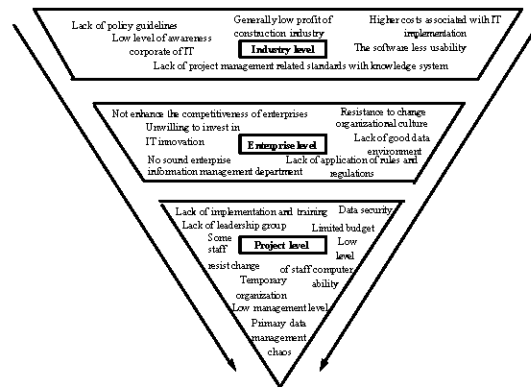 Lack of policy guidelines
Generally low profit of
construction industry
Higher costs associated with IT
implementation
Low level of awareness
corporate of IT
Industry level
The software less usability
Lack of project management related standards with knowledge system
Not enhance the competitiveness of enterprises
Resistance to change
organizational culture
Unwilling to invest in
IT innovation
Enterprise level
Lack of good data
environment
No sound enterprise
information management department
Lack of application of rules and
regulations
Lack of implementation and training
Data security
Lack of leadership group
Limited budget
Some
staff
resist change
Project level
Low
level
of staff computer
ability
Temporary
organization
Low management level
Primary data
management
chaos